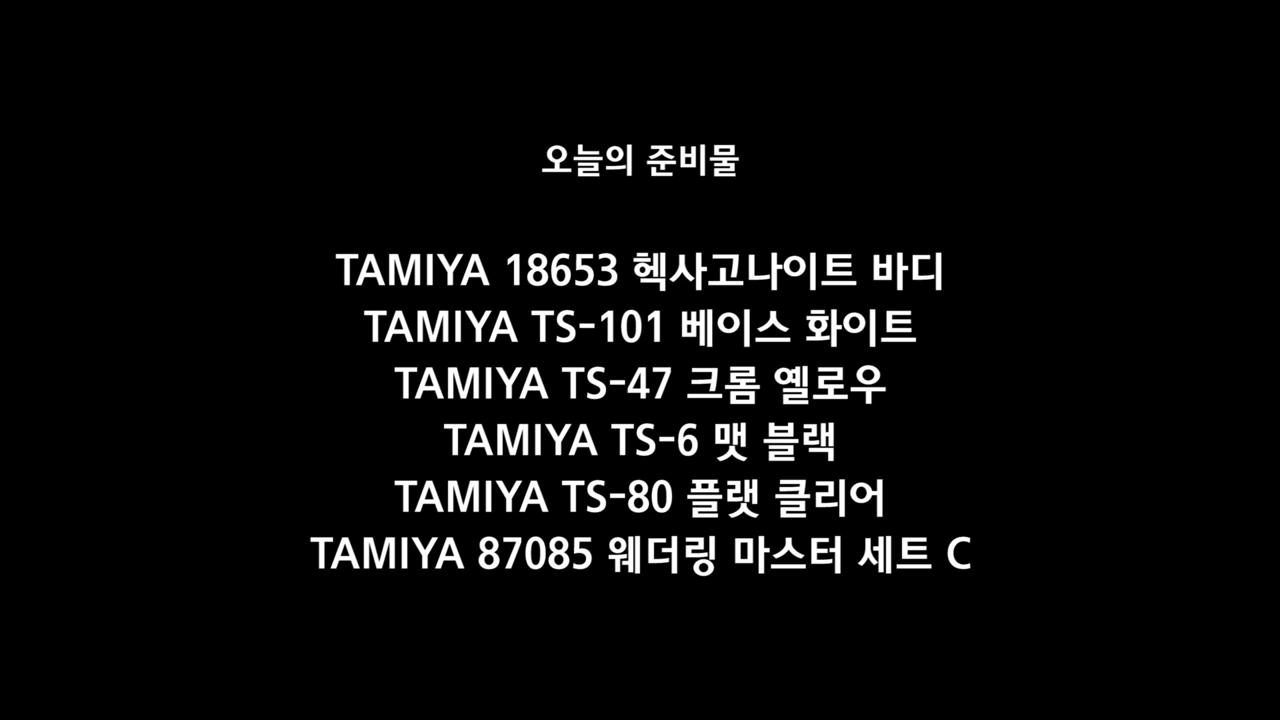 오늘의 준비물
TAMIYA 18653 헥사고나이트 바디
TAMIYA TS-101 베이스 화이트
TAMIYA TS-47 크롬 옐로우
TAMIYA TS-6 맷 블랙
TAMIYA TS-80 플랫 클리어
TAMIYA 87085 웨더링 마스터 세트 C